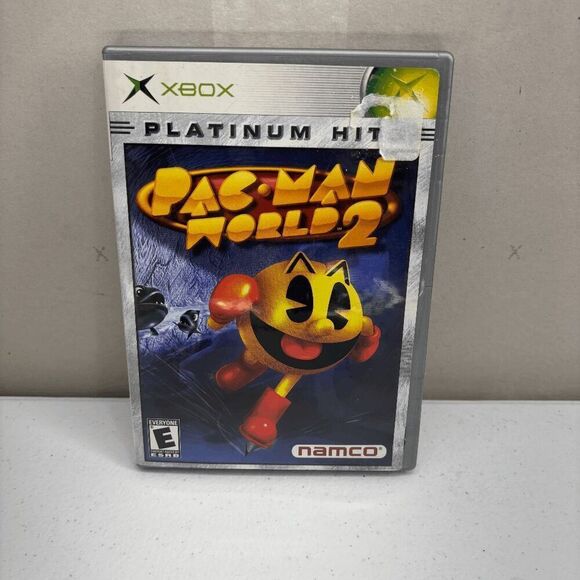 XBOX
PLATINUM HIT
PAC-MAN
WORLD 2
EVERYONE
E
ESRB
namco